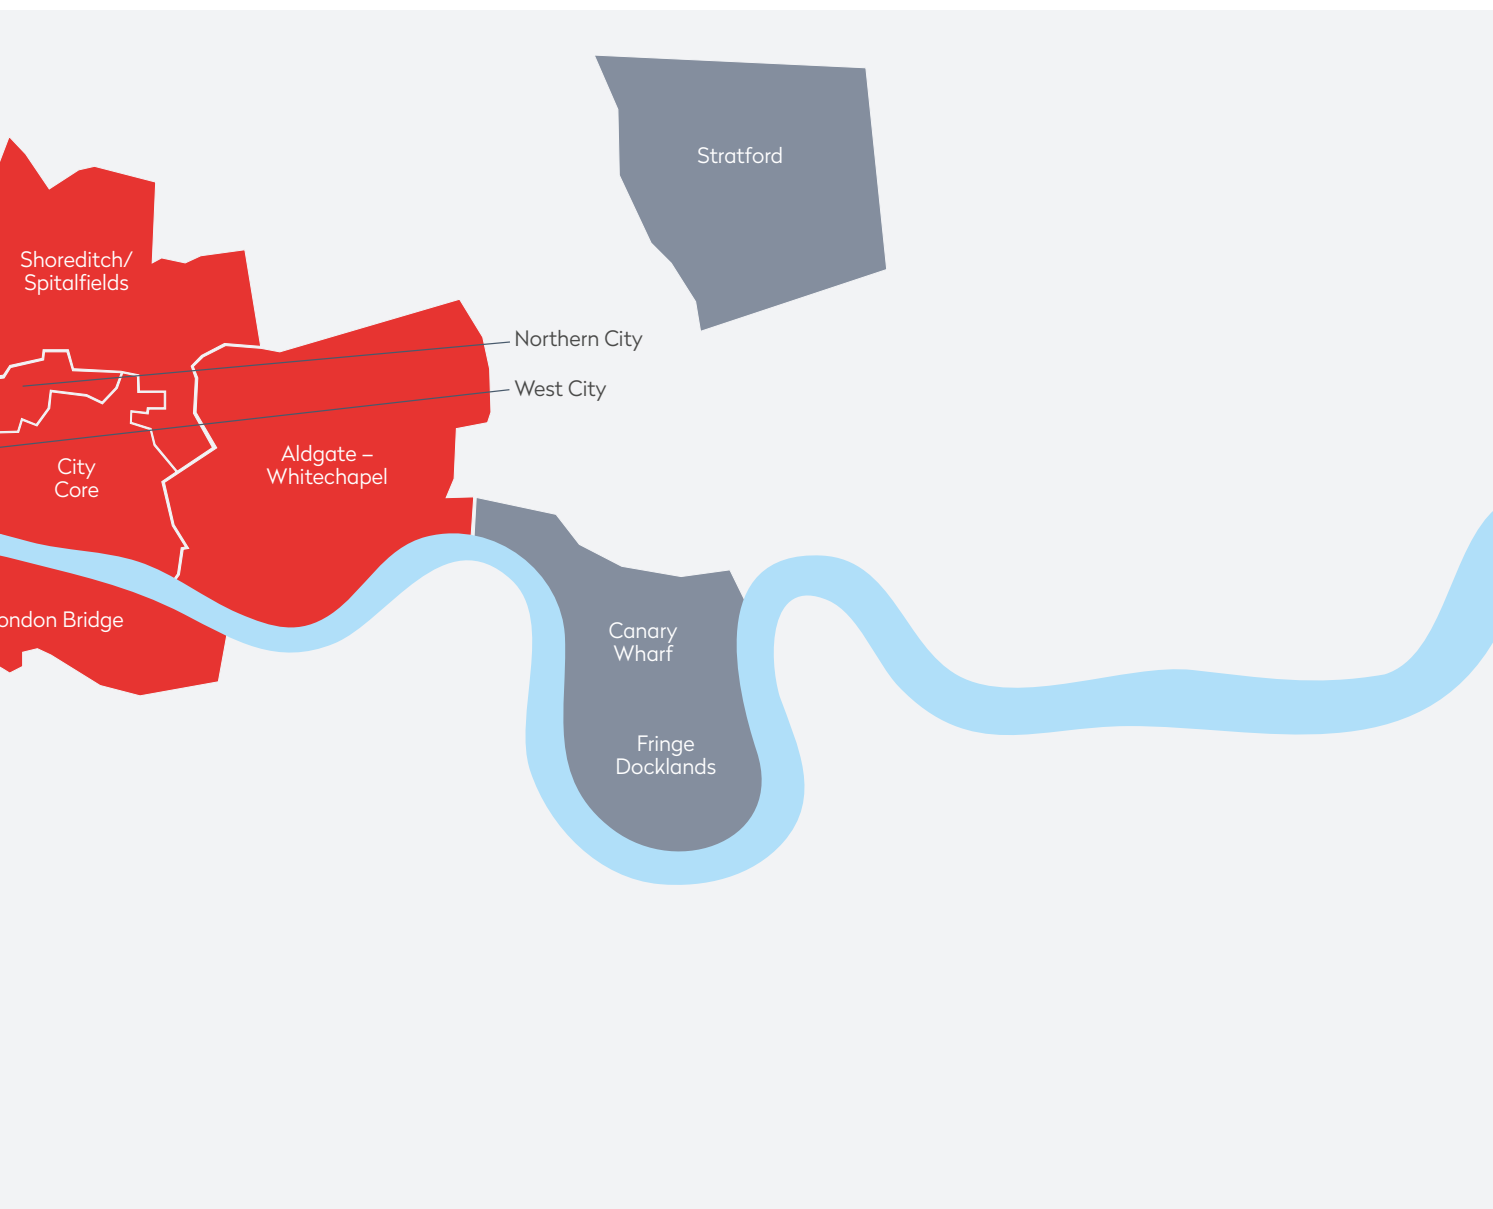 Stratford
Shoreditch/
Spitalfields
Northern City
West City
Aldgate –
Whitechapel
City
Core
ondon Bridge
Canary
Wharf
Fringe
Docklands